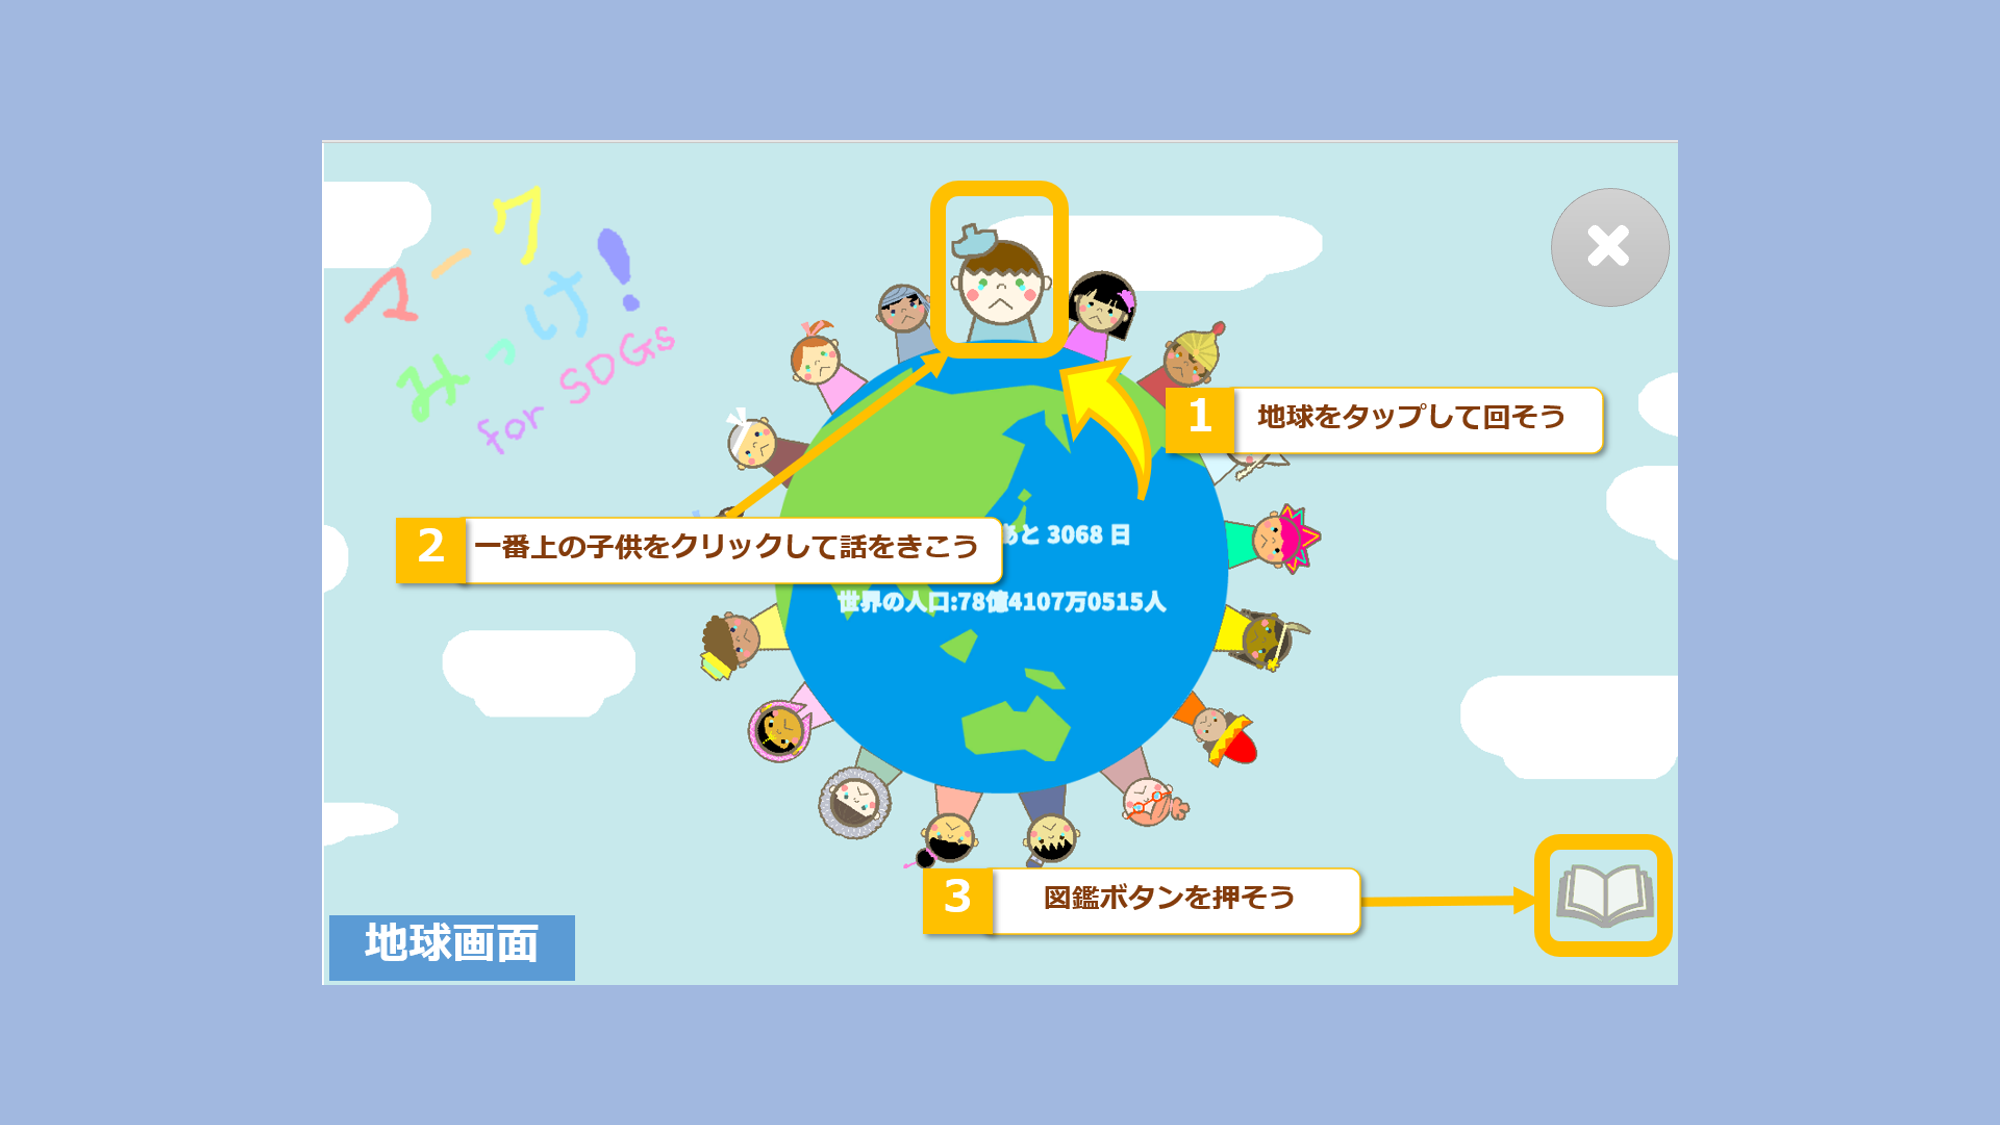 マーク
みっけ!
for SDGs
1 地球をタップして回そう
2 一番上の子供をクリックして話をきこう
あと 3068 日
世界の人口:78億4107万0515人
3 図鑑ボタンを押そう
地球画面